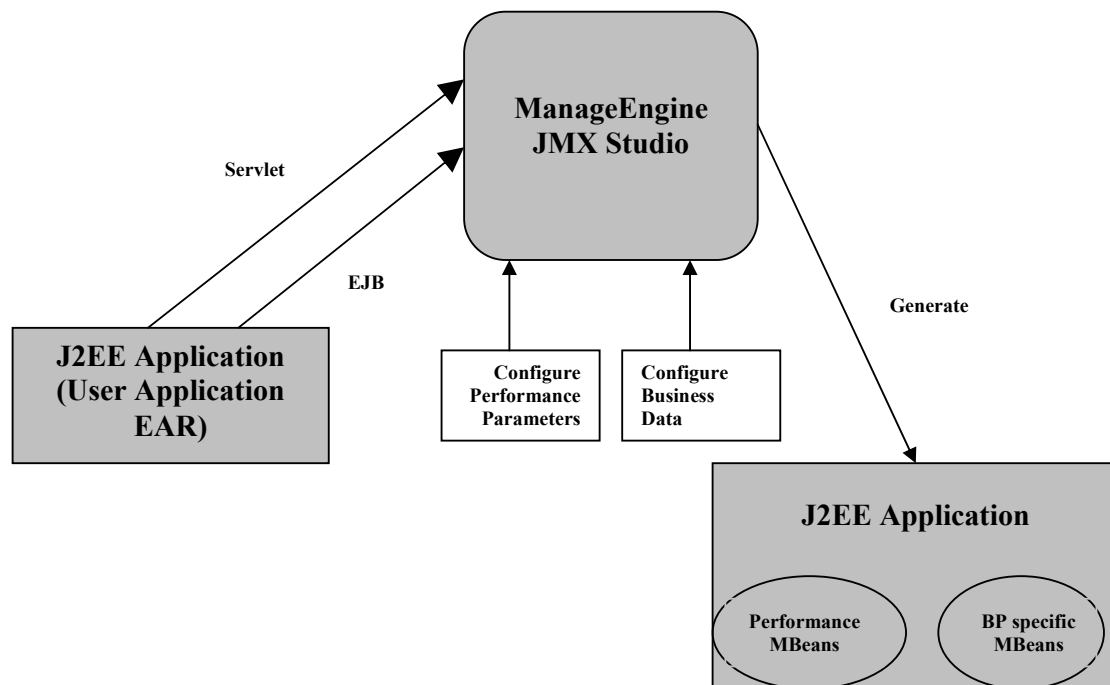 ManageEngine
JMX Studio
Servlet
EJB
Generate
J2EE Application
(User Application
EAR)
Configure
Performance
Parameters
Configure
Business
Data
J2EE Application
Performance
MBeans
BP specific
MBeans